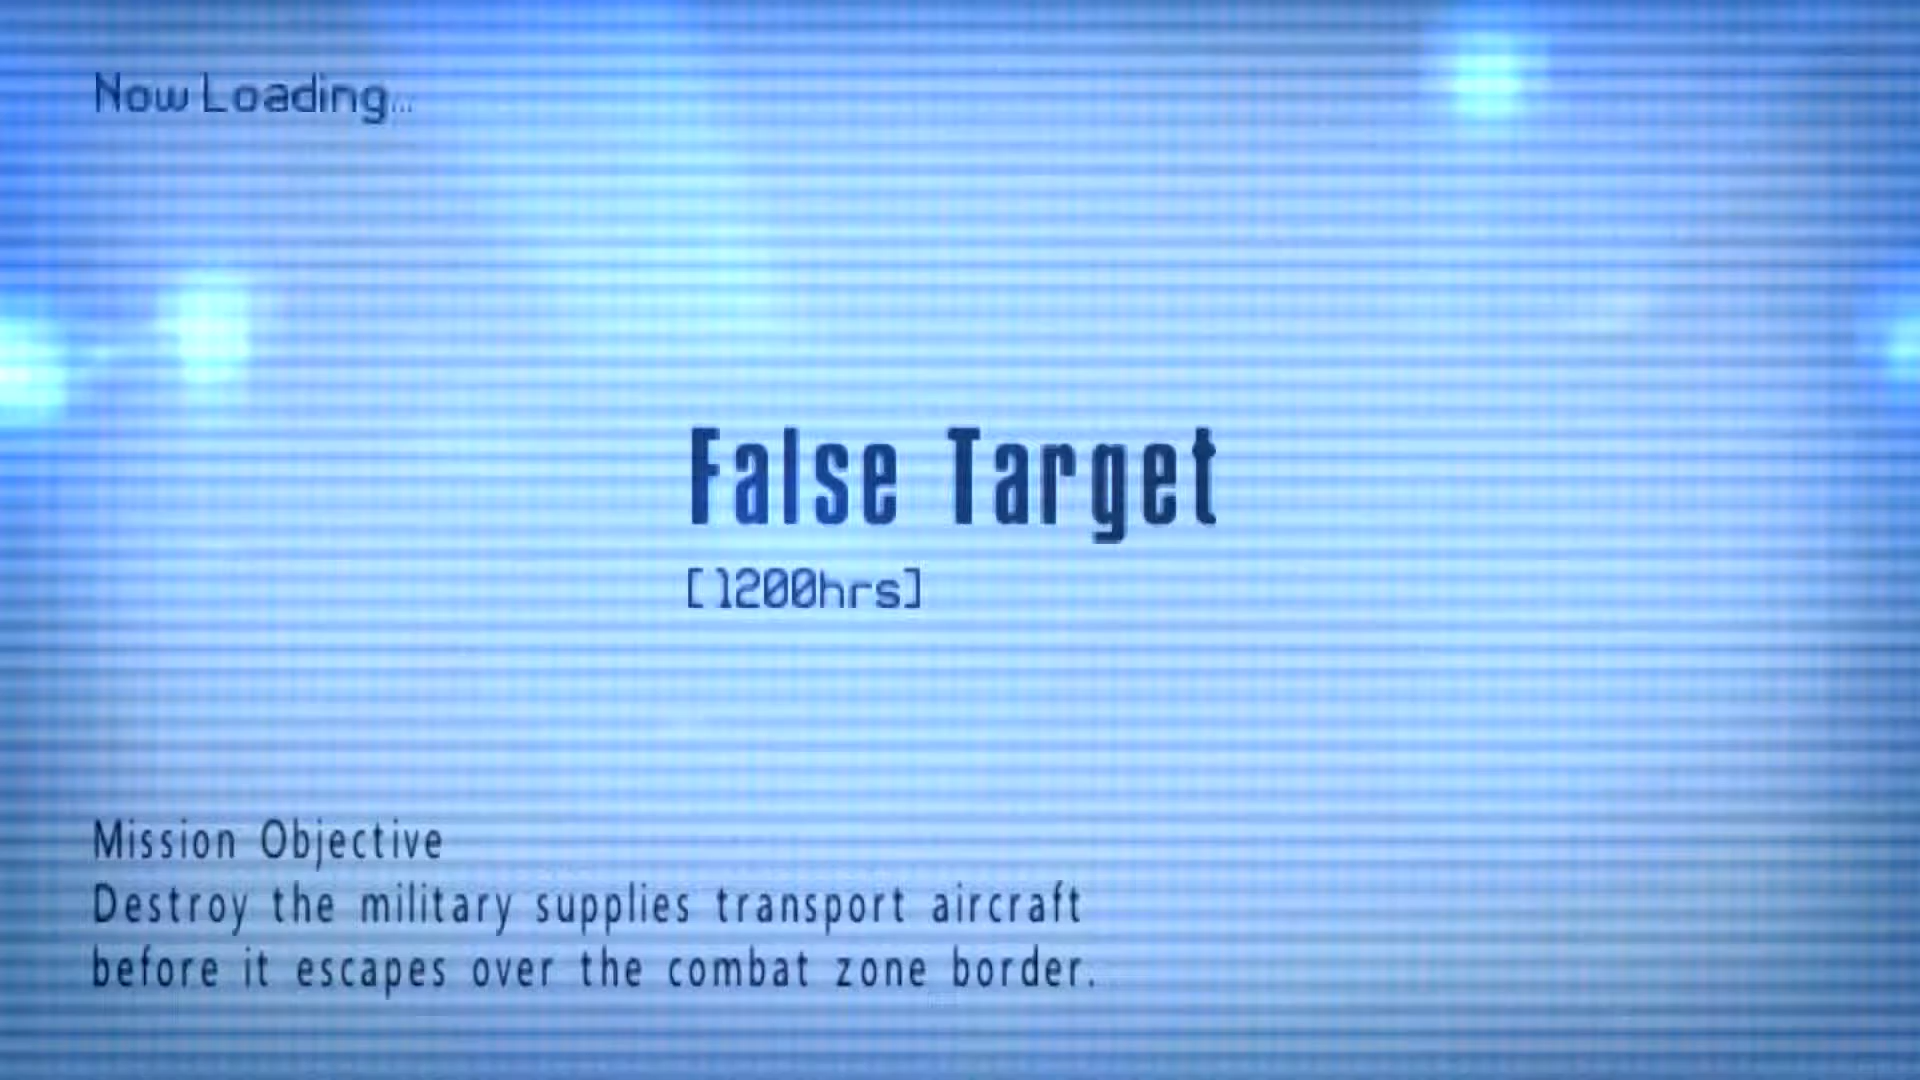 Now Loading...
False Target
[1200hrs]
Mission Objective
Destroy the military supplies transport aircraft
before it escapes over the combat zone border.